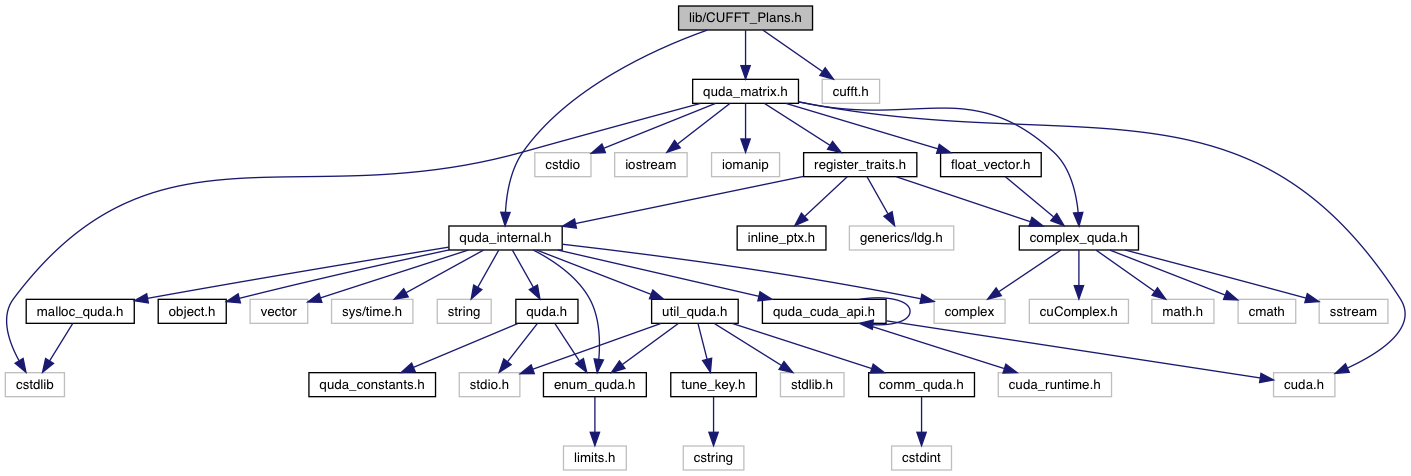 lib/CUFFT_Plans.h
quda_matrix.h
cufft.h
cstdio
iostream
iomanip
register_traits.h
float_vector.h
quda_internal.h
inline_ptx.h
generics/ldg.h
complex_quda.h
malloc_quda.h
object.h
vector
sys/time.h
string
quda.h
util_quda.h
quda_cuda_api.h
complex
cuComplex.h
math.h
cmath
sstream
cstdlib
quda_constants.h
stdio.h
enum_quda.h
tune_key.h
stdlib.h
comm_quda.h
cuda_runtime.h
cuda.h
limits.h
cstring
cstdint